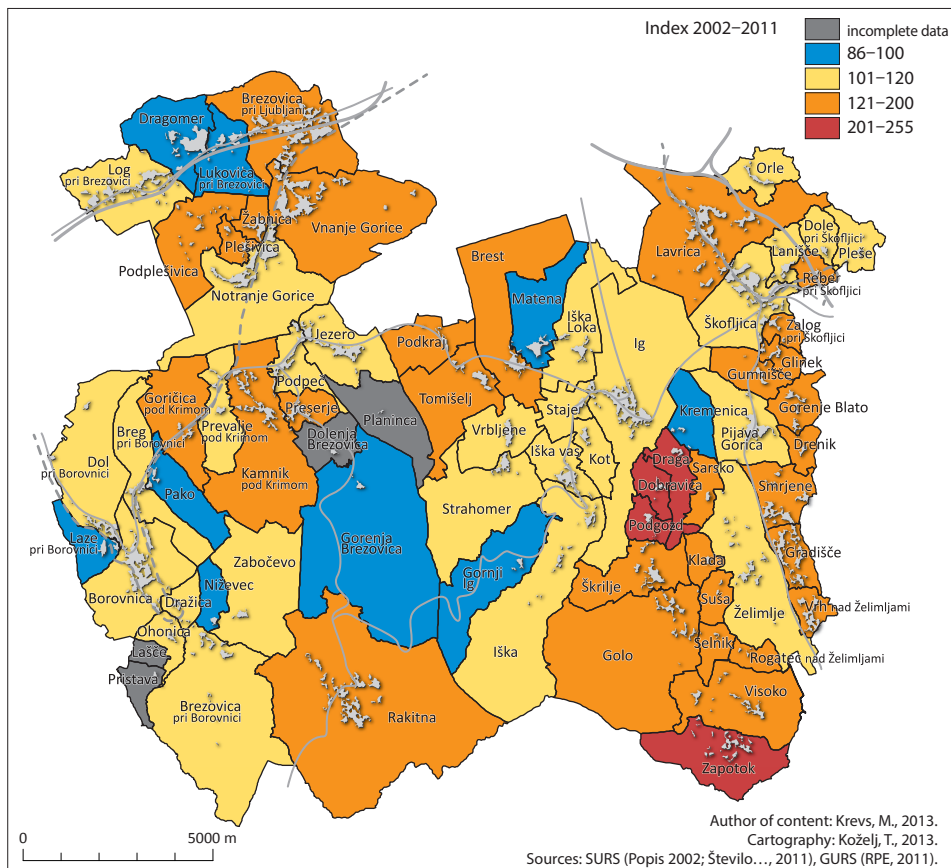 Index 2002–2011
incomplete data
86–100
101–120
121–200
201–255
Brezovica
pri Ljubljani
Dragomer
Log
pri Brezovici
Lukovica
pri Brezovici
Orle
Žabnica
Vnanje Gorice
Dole
pri Škofljici
Lavrica
Lanišče
Pleše
Plešivica
Podplešivica
Brest
Reber
pri Škofljici
Notranje Gorice
Matena
Iška
Loka
Škofljica
Zalog
pri Škofljici
Jezero
Podkraj
Ig
Glinek
Gumnišče
Podpeč
Goričica
pod Krimom
Preserje
Planinca
Tomišelj
Staje
Kremenica
Gorenje Blato
Prevalje
pod Krimom
Dolenja
Brezovica
Vrbljene
Breg
pri Borovnici
Pijava
Gorica
Drenik
Dol
pri Borovnici
Iška vas
Kot
Draga
Sarsko
Kamnik
pod Krimom
Dobravica
Smrjene
Pako
Strahomer
Podgozd
Laze
pri Borovnici
Gorenja
Brezovica
Gradišče
Zabočevo
Gornji
Ig
Klada
Niževec
Škrilje
Borovnica
Dražica
Suša
Želimlje
Vrh nad Želimljami
Ohonica
Lašče
Iška
Golo
Selnik
Rogatec nad Želimljami
Pristava
Brezovica
pri Borovnici
Rakitna
Visoko
Zapotok
0 5000 m
Author of content: Krevs, M., 2013.
Cartography: Koželj, T., 2013.
Sources: SURS (Popis 2002; Število…, 2011), GURS (RPE, 2011).